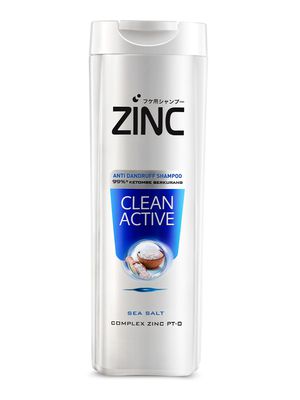 フケ用シャンプー
ZINC
ANTI DANDRUFF SHAMPOO
99%* KETOMBE BERKURANG
CLEAN
ACTIVE
SEA SALT
COMPLEX ZINC PT-O